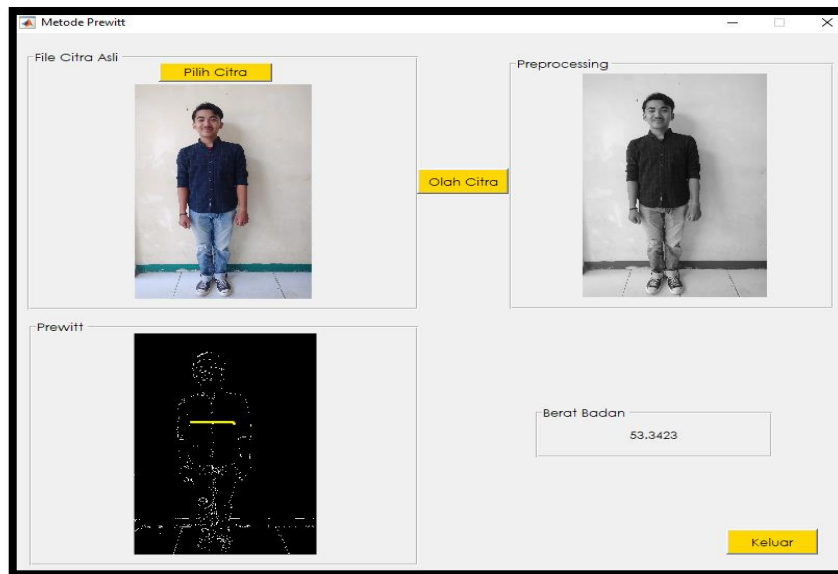 Metode Prewitt
File Citra Asli
Pilih Citra
Preprocessing
Olah Citra
Prewitt
Berat Badan
53.3423
Keluar